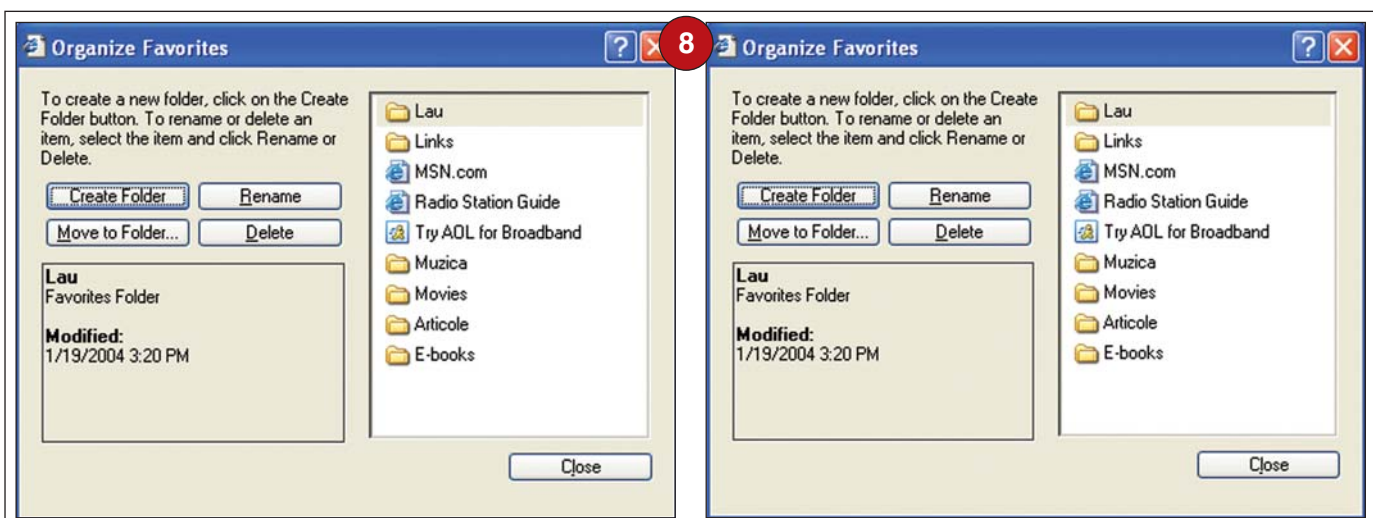 Organize Favorites
To create a new folder, click on the Create
Folder button. To rename or delete an
item, select the item and click Rename or
Delete.
Create Folder Rename
Move to Folder... Delete
Lau
Favorites Folder
Modified:
1/19/2004 3:20 PM
Lau
Links
MSN.com
Radio Station Guide
Try AOL for Broadband
Muzica
Movies
Articole
E-books
Close
8
Organize Favorites
To create a new folder, click on the Create
Folder button. To rename or delete an
item, select the item and click Rename or
Delete.
Create Folder Rename
Move to Folder... Delete
Lau
Favorites Folder
Modified:
1/19/2004 3:20 PM
Lau
Links
MSN.com
Radio Station Guide
Try AOL for Broadband
Muzica
Movies
Articole
E-books
Close